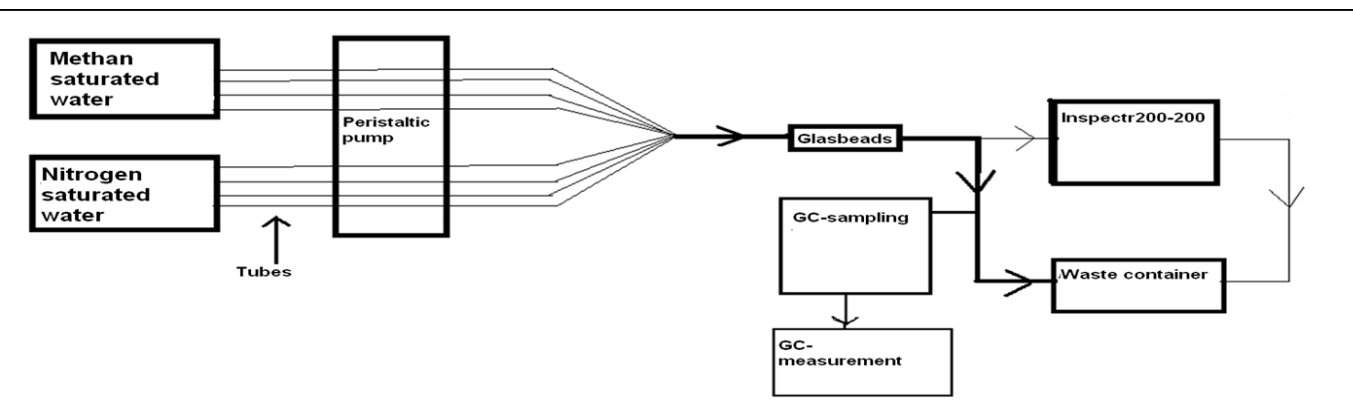 Methan
saturated
water
Peristaltic
pump
Nitrogen
saturated
water
Tubes
Glasbeads
Inspectr200-200
GC-sampling
Waste container
GC-
measurement